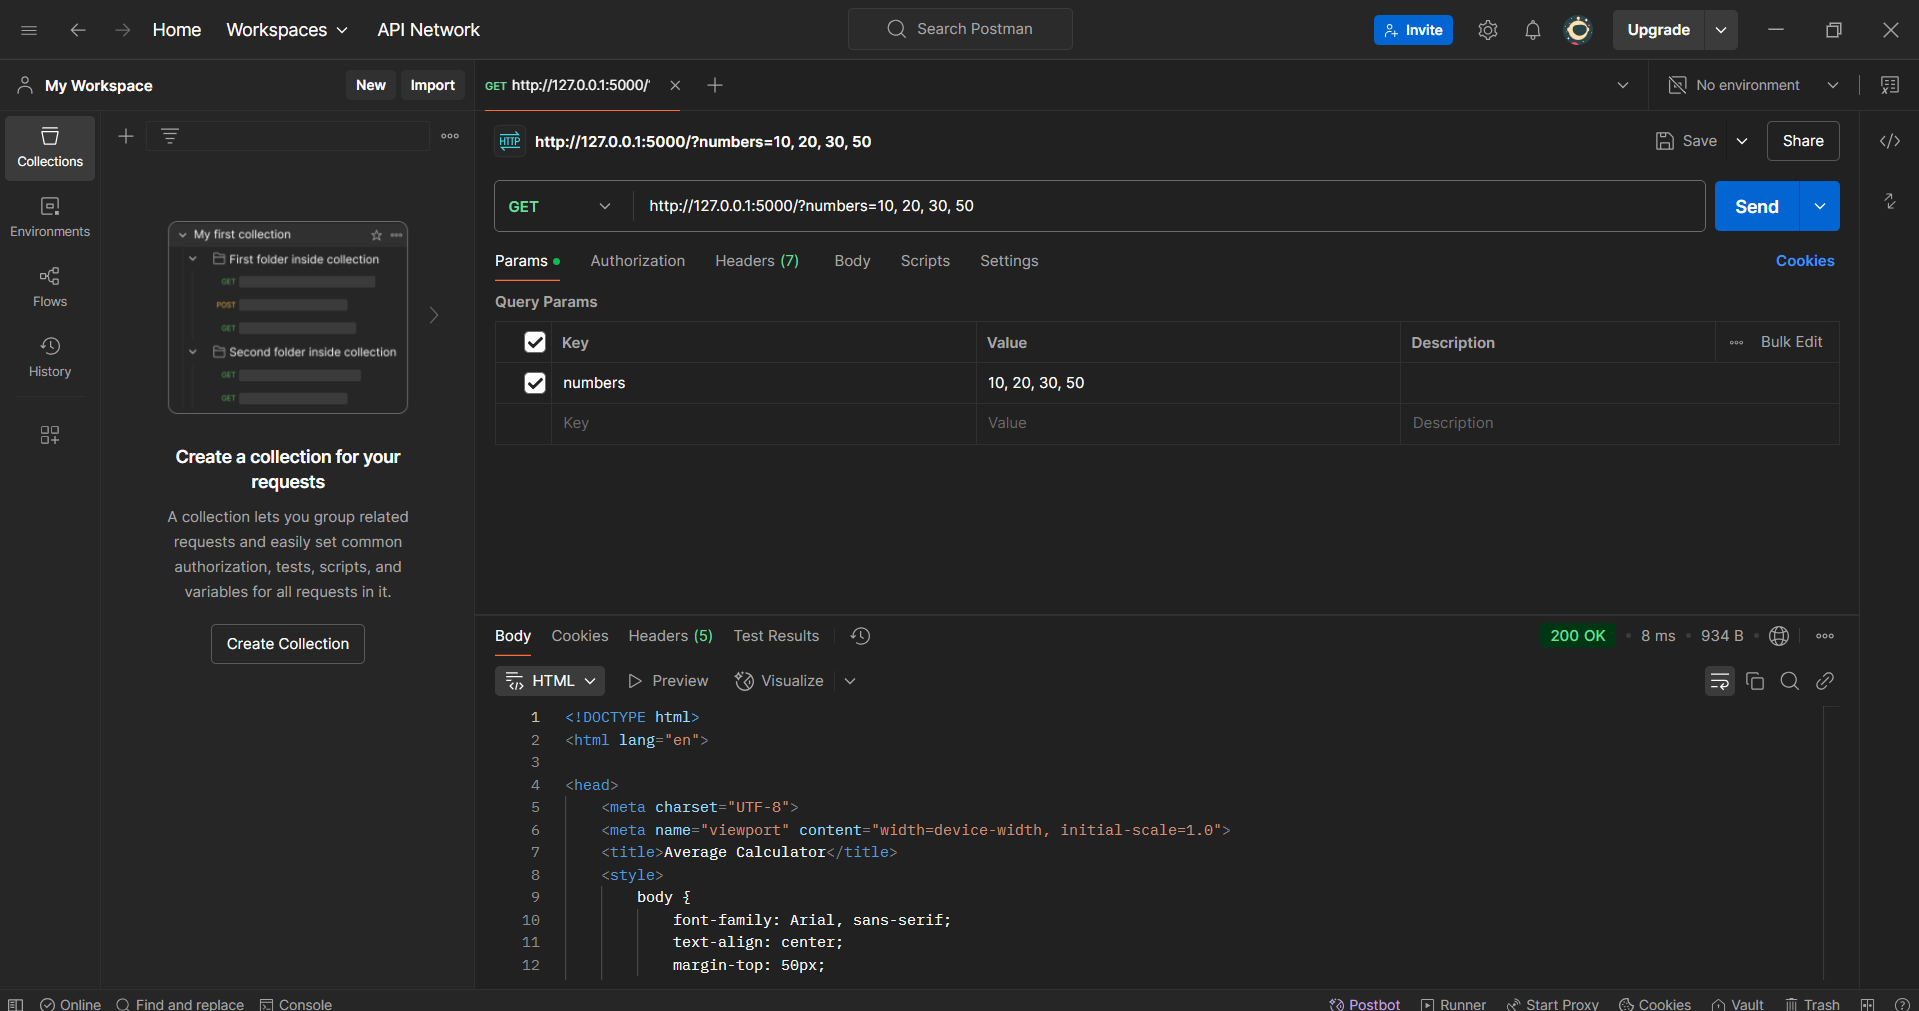 Home Workspaces API Network Search Postman Invite Upgrade
My Workspace New Import GET http://127.0.0.1:5000/' No environment
Collections
Environments
Flows
History
My first collection
First folder inside collection
GET
POST
GET
Second folder inside collection
GET
GET
Create a collection for your
requests
A collection lets you group related
requests and easily set common
authorization, tests, scripts, and
variables for all requests in it.
Create Collection
HTTP http://127.0.0.1:5000/?numbers=10, 20, 30, 50 Save Share
GET http://127.0.0.1:5000/?numbers=10, 20, 30, 50 Send
Params Authorization Headers (7) Body Scripts Settings Cookies
Query Params
Key Value Description Bulk Edit
numbers 10, 20, 30, 50
Key Value Description
Body Cookies Headers (5) Test Results 200 OK • 8 ms • 934 B
HTML Preview Visualize
1 <!DOCTYPE html>
2 <html lang="en">
3
4 <head>
5 <meta charset="UTF-8">
6 <meta name="viewport" content="width=device-width, initial-scale=1.0">
7 <title>Average Calculator</title>
8 <style>
9 body {
10 font-family: Arial, sans-serif;
11 text-align: center;
12 margin-top: 50px;
Online Find and replace Console Postbot Runner Start Proxy Cookies Vault Trash